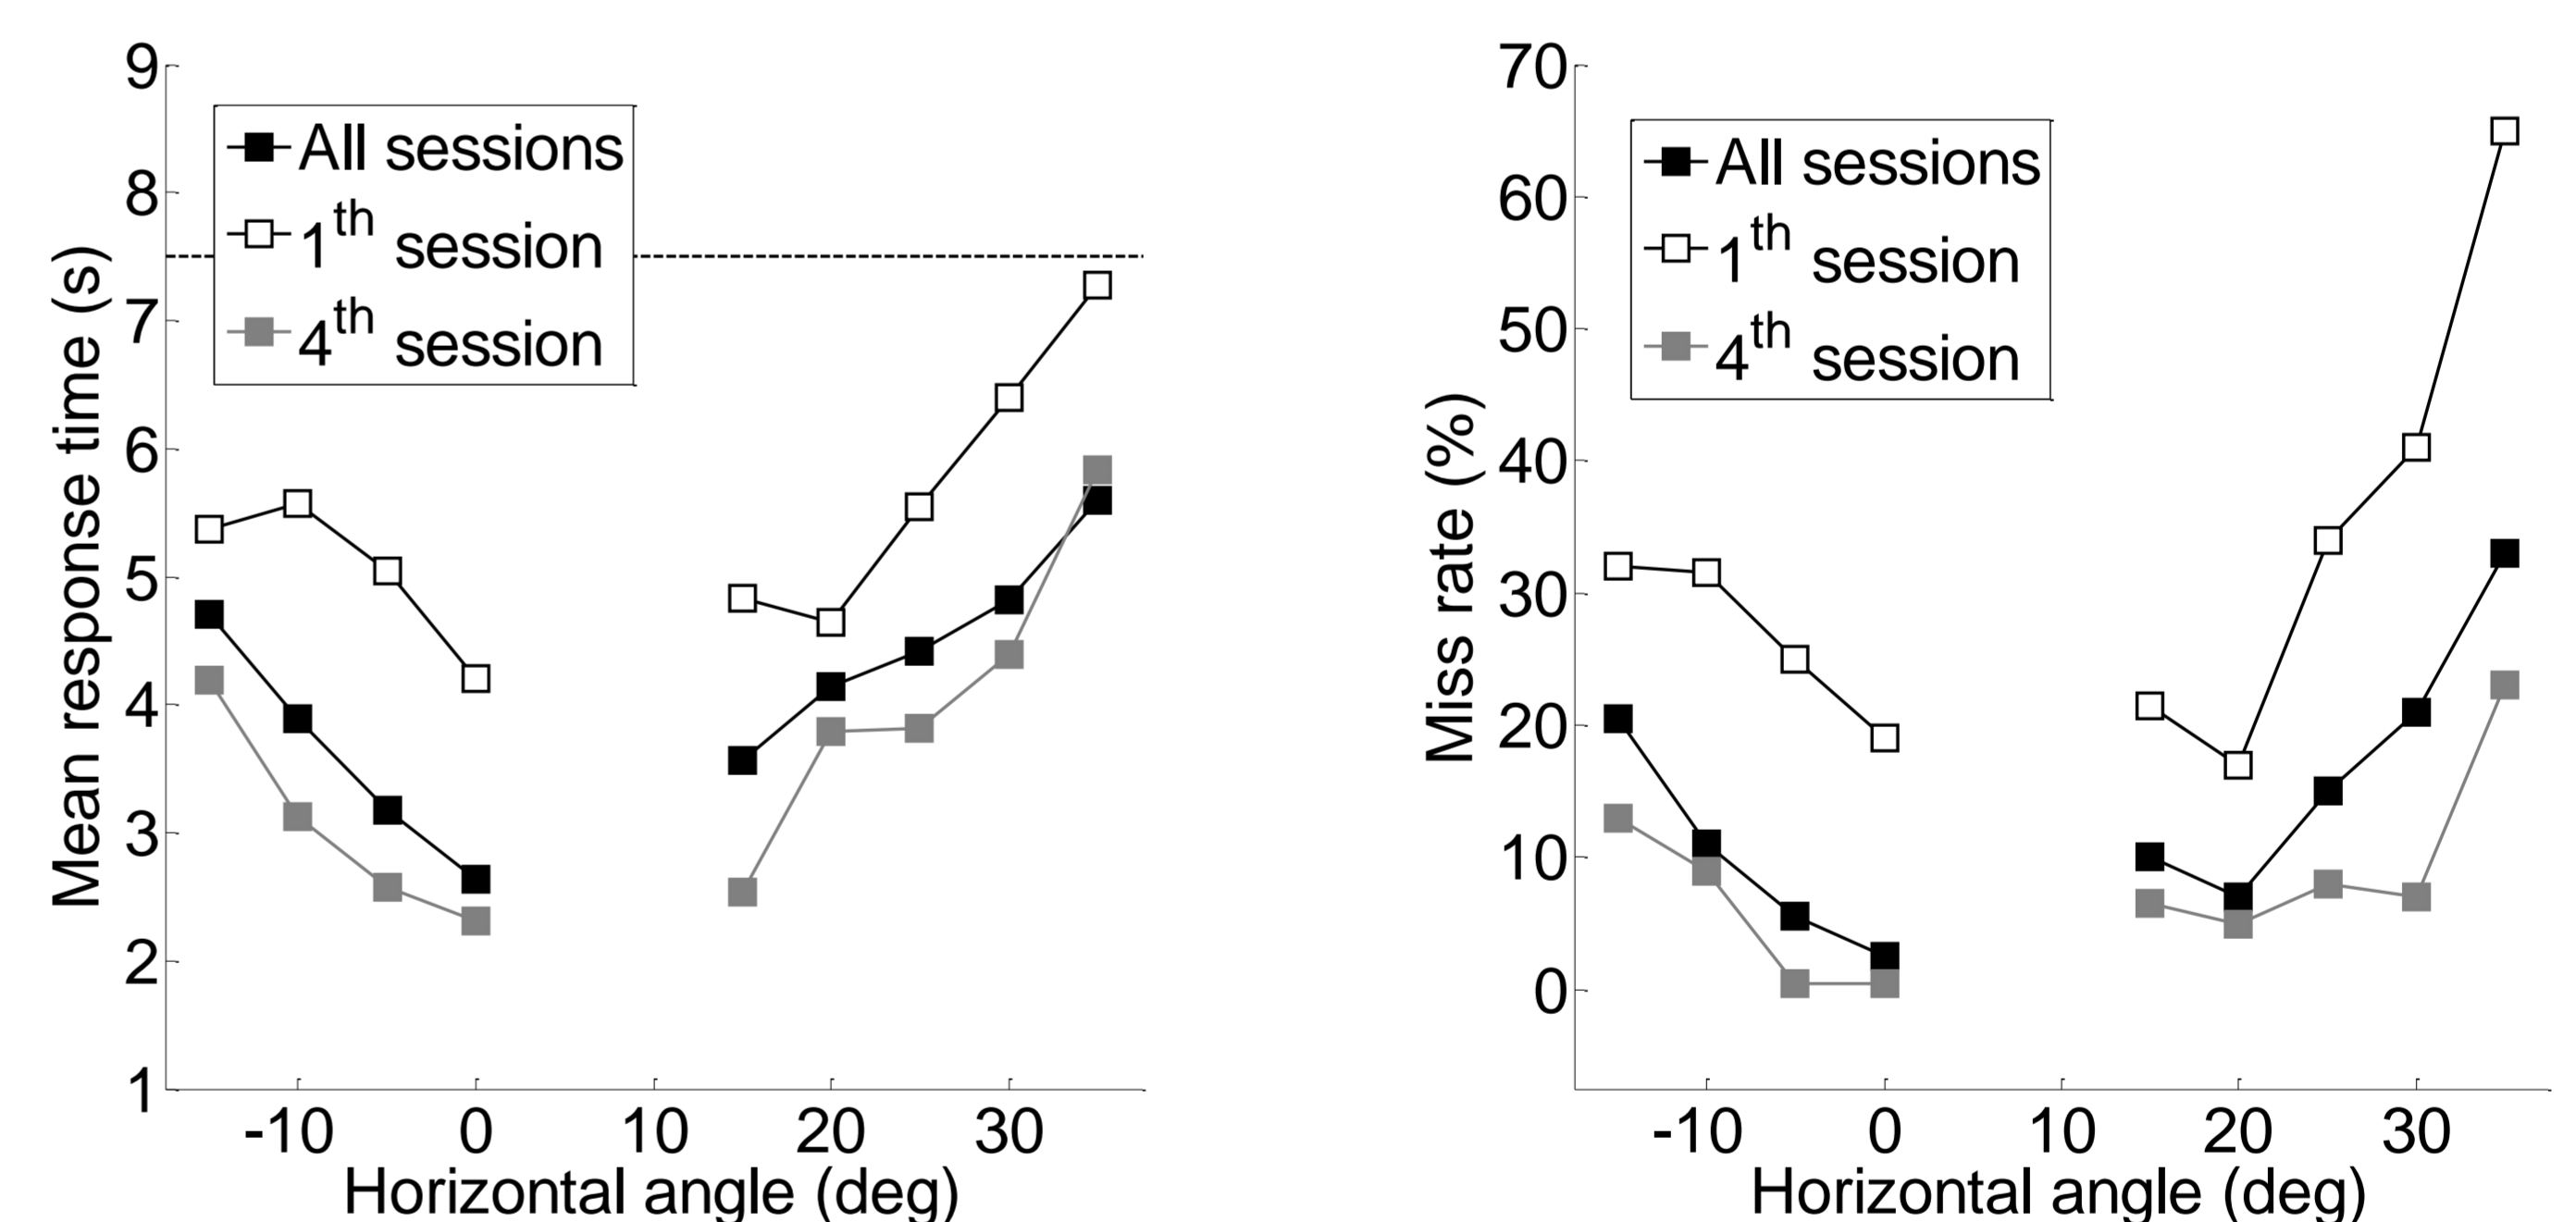 9
8
7
6
5
4
3
2
1
Mean response time (s)
All sessions
1th session
4th session
-10 0 10 20 30
Horizontal angle (deg)
70
60
50
40
30
20
10
0
Miss rate (%)
All sessions
1th session
4th session
-10 0 10 20 30
Horizontal angle (deg)